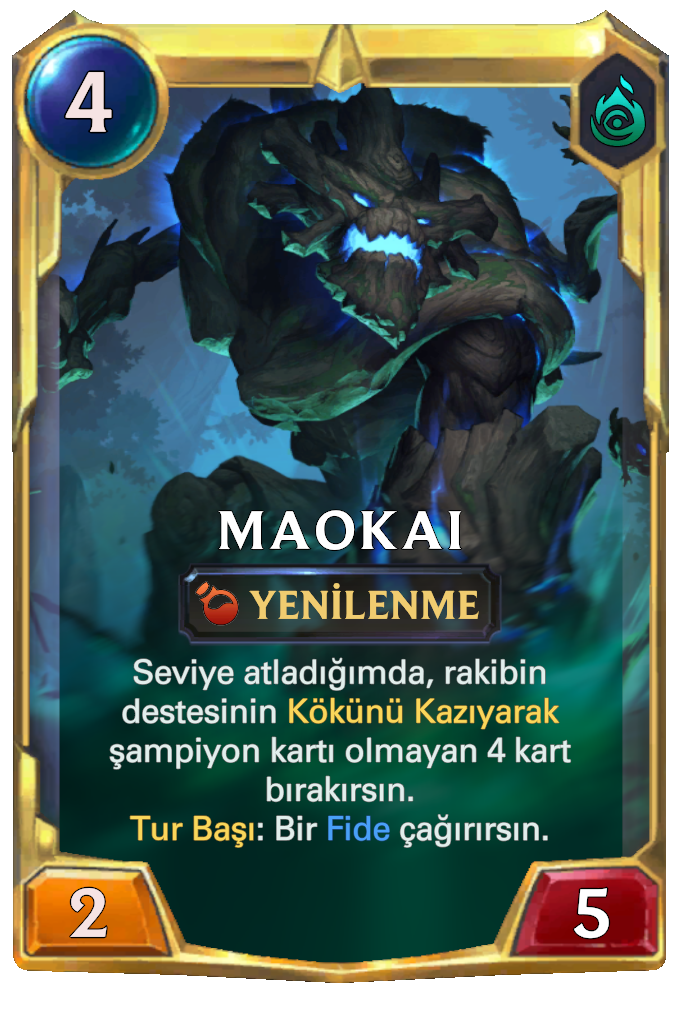 4
MAOKAI
YENİLENME
Seviye atladığımda, rakibin
destesinin Kökünü Kazıyarak
şampiyon kartı olmayan 4 kart
bırakırsın.
Tur Başı: Bir Fide çağırırsın.
2
5